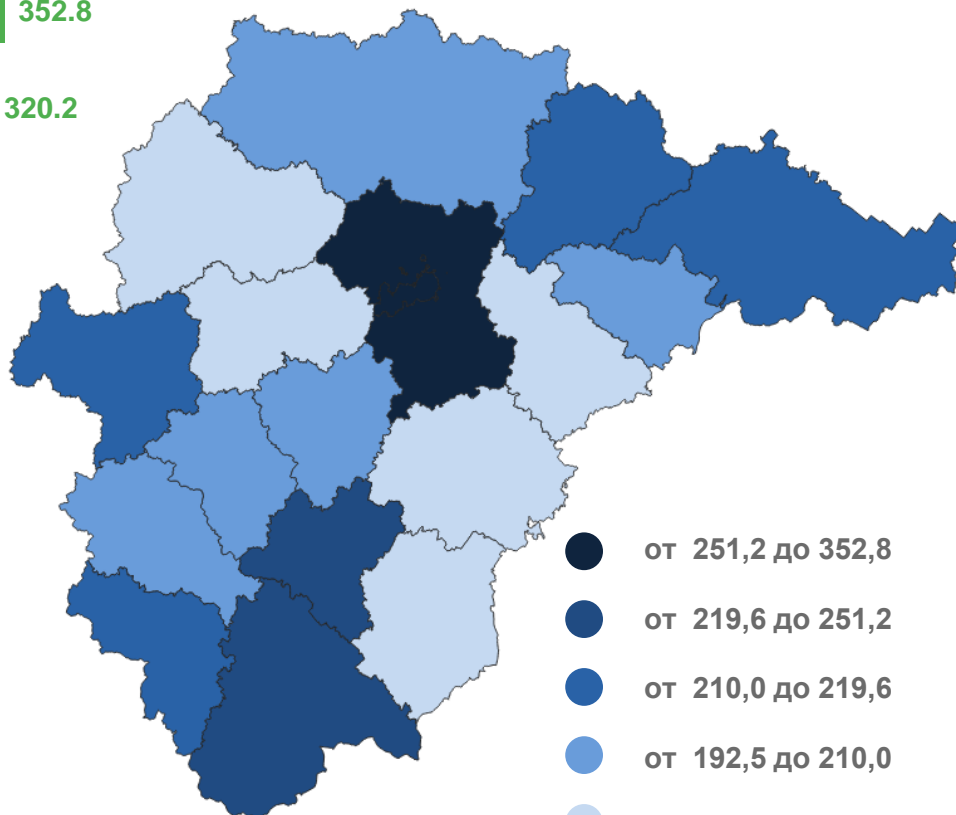 352.8
320.2
от 251,2 до 352,8
от 219,6 до 251,2
от 210,0 до 219,6
от 192,5 до 210,0